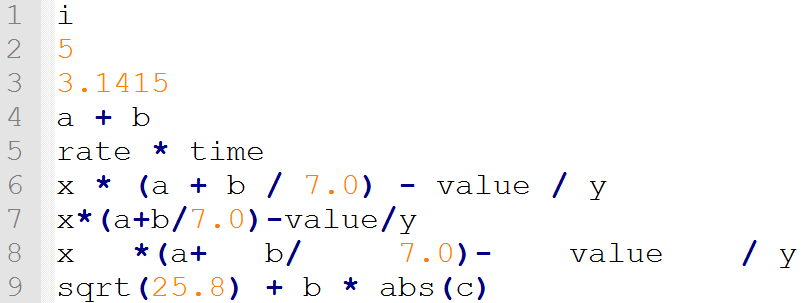 1 i
2 5
3 3.1415
4 a + b
5 rate * time
6 x * (a + b / 7.0) - value / y
7 x*(a+b/7.0)-value/y
8 x    *(a+    b/      7.0)-     value     / y
9 sqrt(25.8) + b * abs(c)